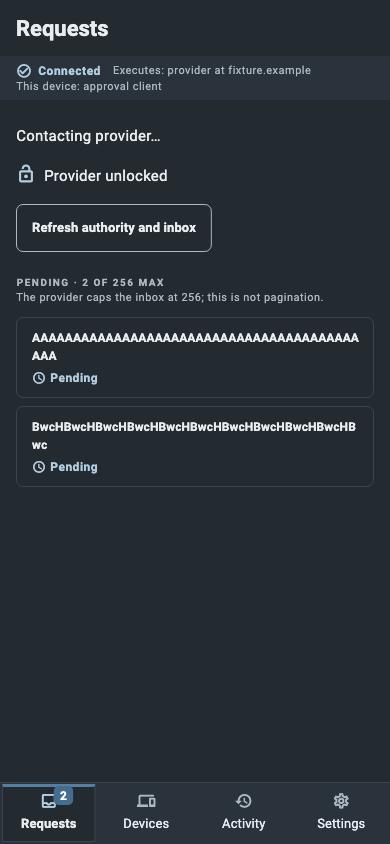 Requests
Connected Executes: provider at fixture.example
This device: approval client
Contacting provider…
Provider unlocked
Refresh authority and inbox
PENDING · 2 OF 256 MAX
The provider caps the inbox at 256; this is not pagination.
AAAAAAAAAAAAAAAAAAAAAAAAAAAAAAAAAAAAAAAA
AAA
Pending
BwcHBwcHBwcHBwcHBwcHBwcHBwcHBwcHBwcHBwcHB
wc
Pending
2
Requests Devices Activity Settings